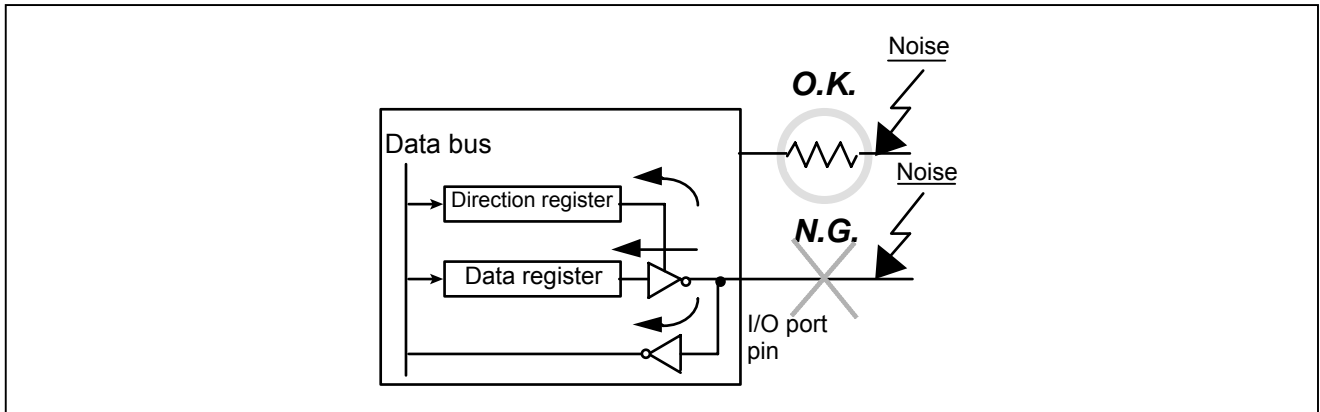 Noise
O.K.
Data bus
Noise
Direction register
N.G.
Data register
I/O port
pin